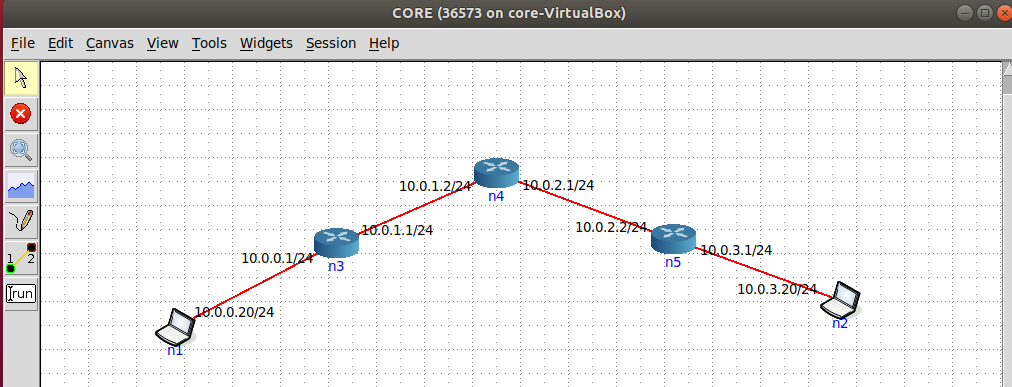 CORE (36573 on core-VirtualBox)
File Edit Canvas View Tools Widgets Session Help
10.0.1.2/24
10.0.2.1/24
n4
10.0.1.1/24
10.0.2.2/24
10.0.0.1/24
n3
n5
10.0.3.1/24
1 2
run
10.0.3.20/24
10.0.0.20/24
n2
n1